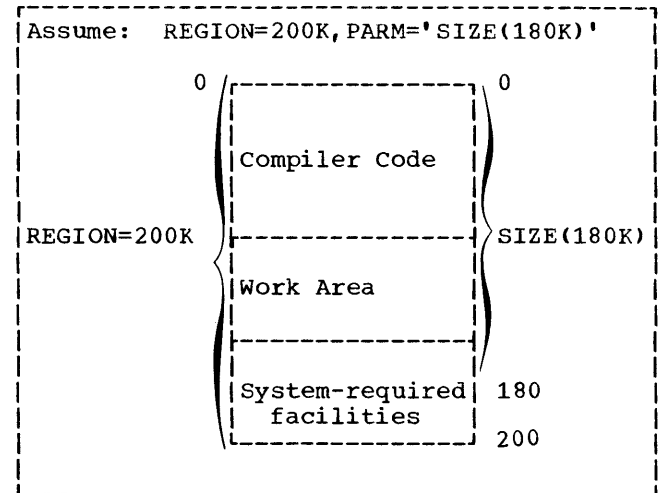 Assume: REGION=200K,PARM='SIZE(180K)'
0 0
Compiler Code
REGION=200K SIZE(180K)
Work Area
System-required 180
facilities
200